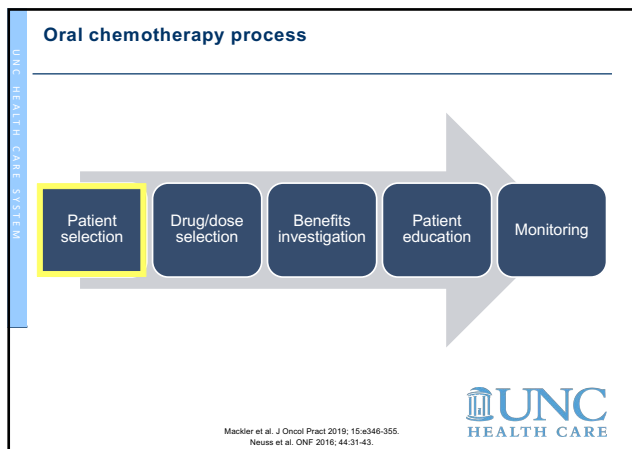 Oral chemotherapy process
UNC HEALTH CARE SYSTEM
Patient
selection
Drug/dose
selection
Benefits
investigation
Patient
education
Monitoring
Mackler et al. J Oncol Pract 2019; 15:e346-355.
Neuss et al. ONF 2016; 44:31-43.
UNC
HEALTH CARE